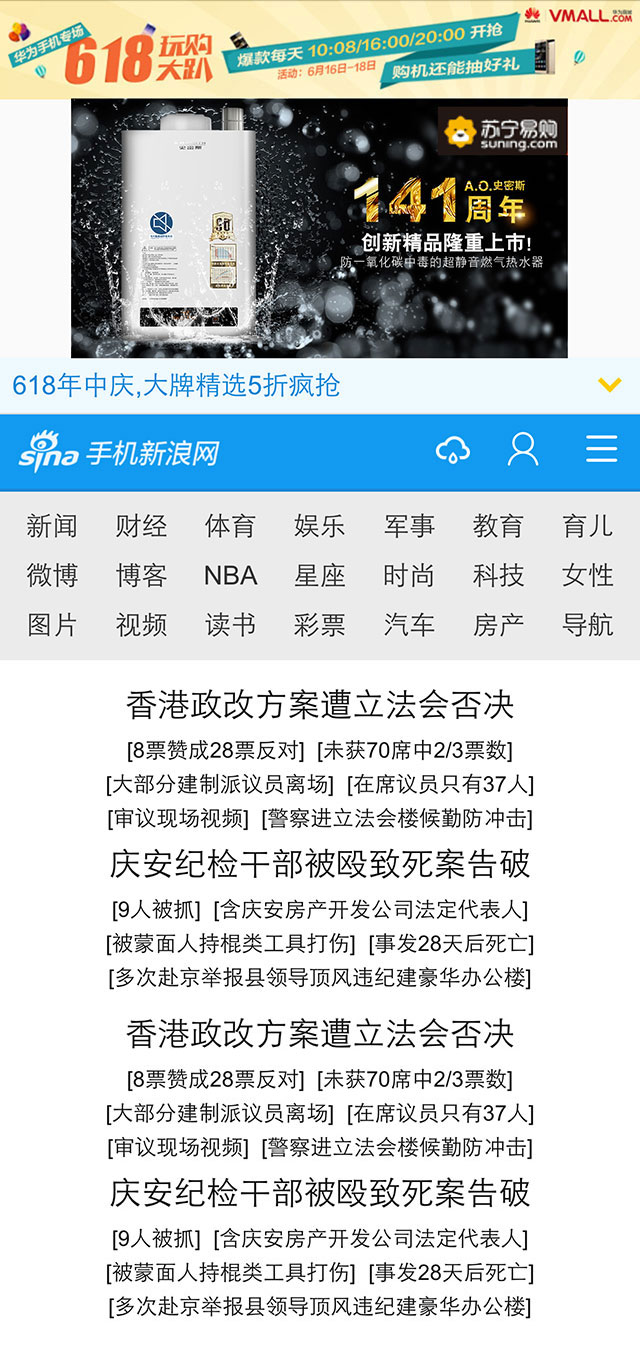 华为手机专场
618 玩购大趴
爆款每天 10:08/16:00/20:00 开抢
活动：6月16日-18日
购机还能抽好礼
HUAWEI
VMALL.COM
华为商城
苏宁易购
suning.com
141周年
A.O.史密斯
创新精品隆重上市!
防一氧化碳中毒的超静音燃气热水器
618年中庆,大牌精选5折疯抢
sina 手机新浪网
新闻 财经 体育 娱乐 军事 教育 育儿
微博 博客 NBA 星座 时尚 科技 女性
图片 视频 读书 彩票 汽车 房产 导航
香港政改方案遭立法会否决
[8票赞成28票反对] [未获70席中2/3票数]
[大部分建制派议员离场] [在席议员只有37人]
[审议现场视频] [警察进立法会楼候勤防冲击]
庆安纪检干部被殴致死案告破
[9人被抓] [含庆安房产开发公司法定代表人]
[被蒙面人持棍类工具打伤] [事发28天后死亡]
[多次赴京举报县领导顶风违纪建豪华办公楼]
香港政改方案遭立法会否决
[8票赞成28票反对] [未获70席中2/3票数]
[大部分建制派议员离场] [在席议员只有37人]
[审议现场视频] [警察进立法会楼候勤防冲击]
庆安纪检干部被殴致死案告破
[9人被抓] [含庆安房产开发公司法定代表人]
[被蒙面人持棍类工具打伤] [事发28天后死亡]
[多次赴京举报县领导顶风违纪建豪华办公楼]